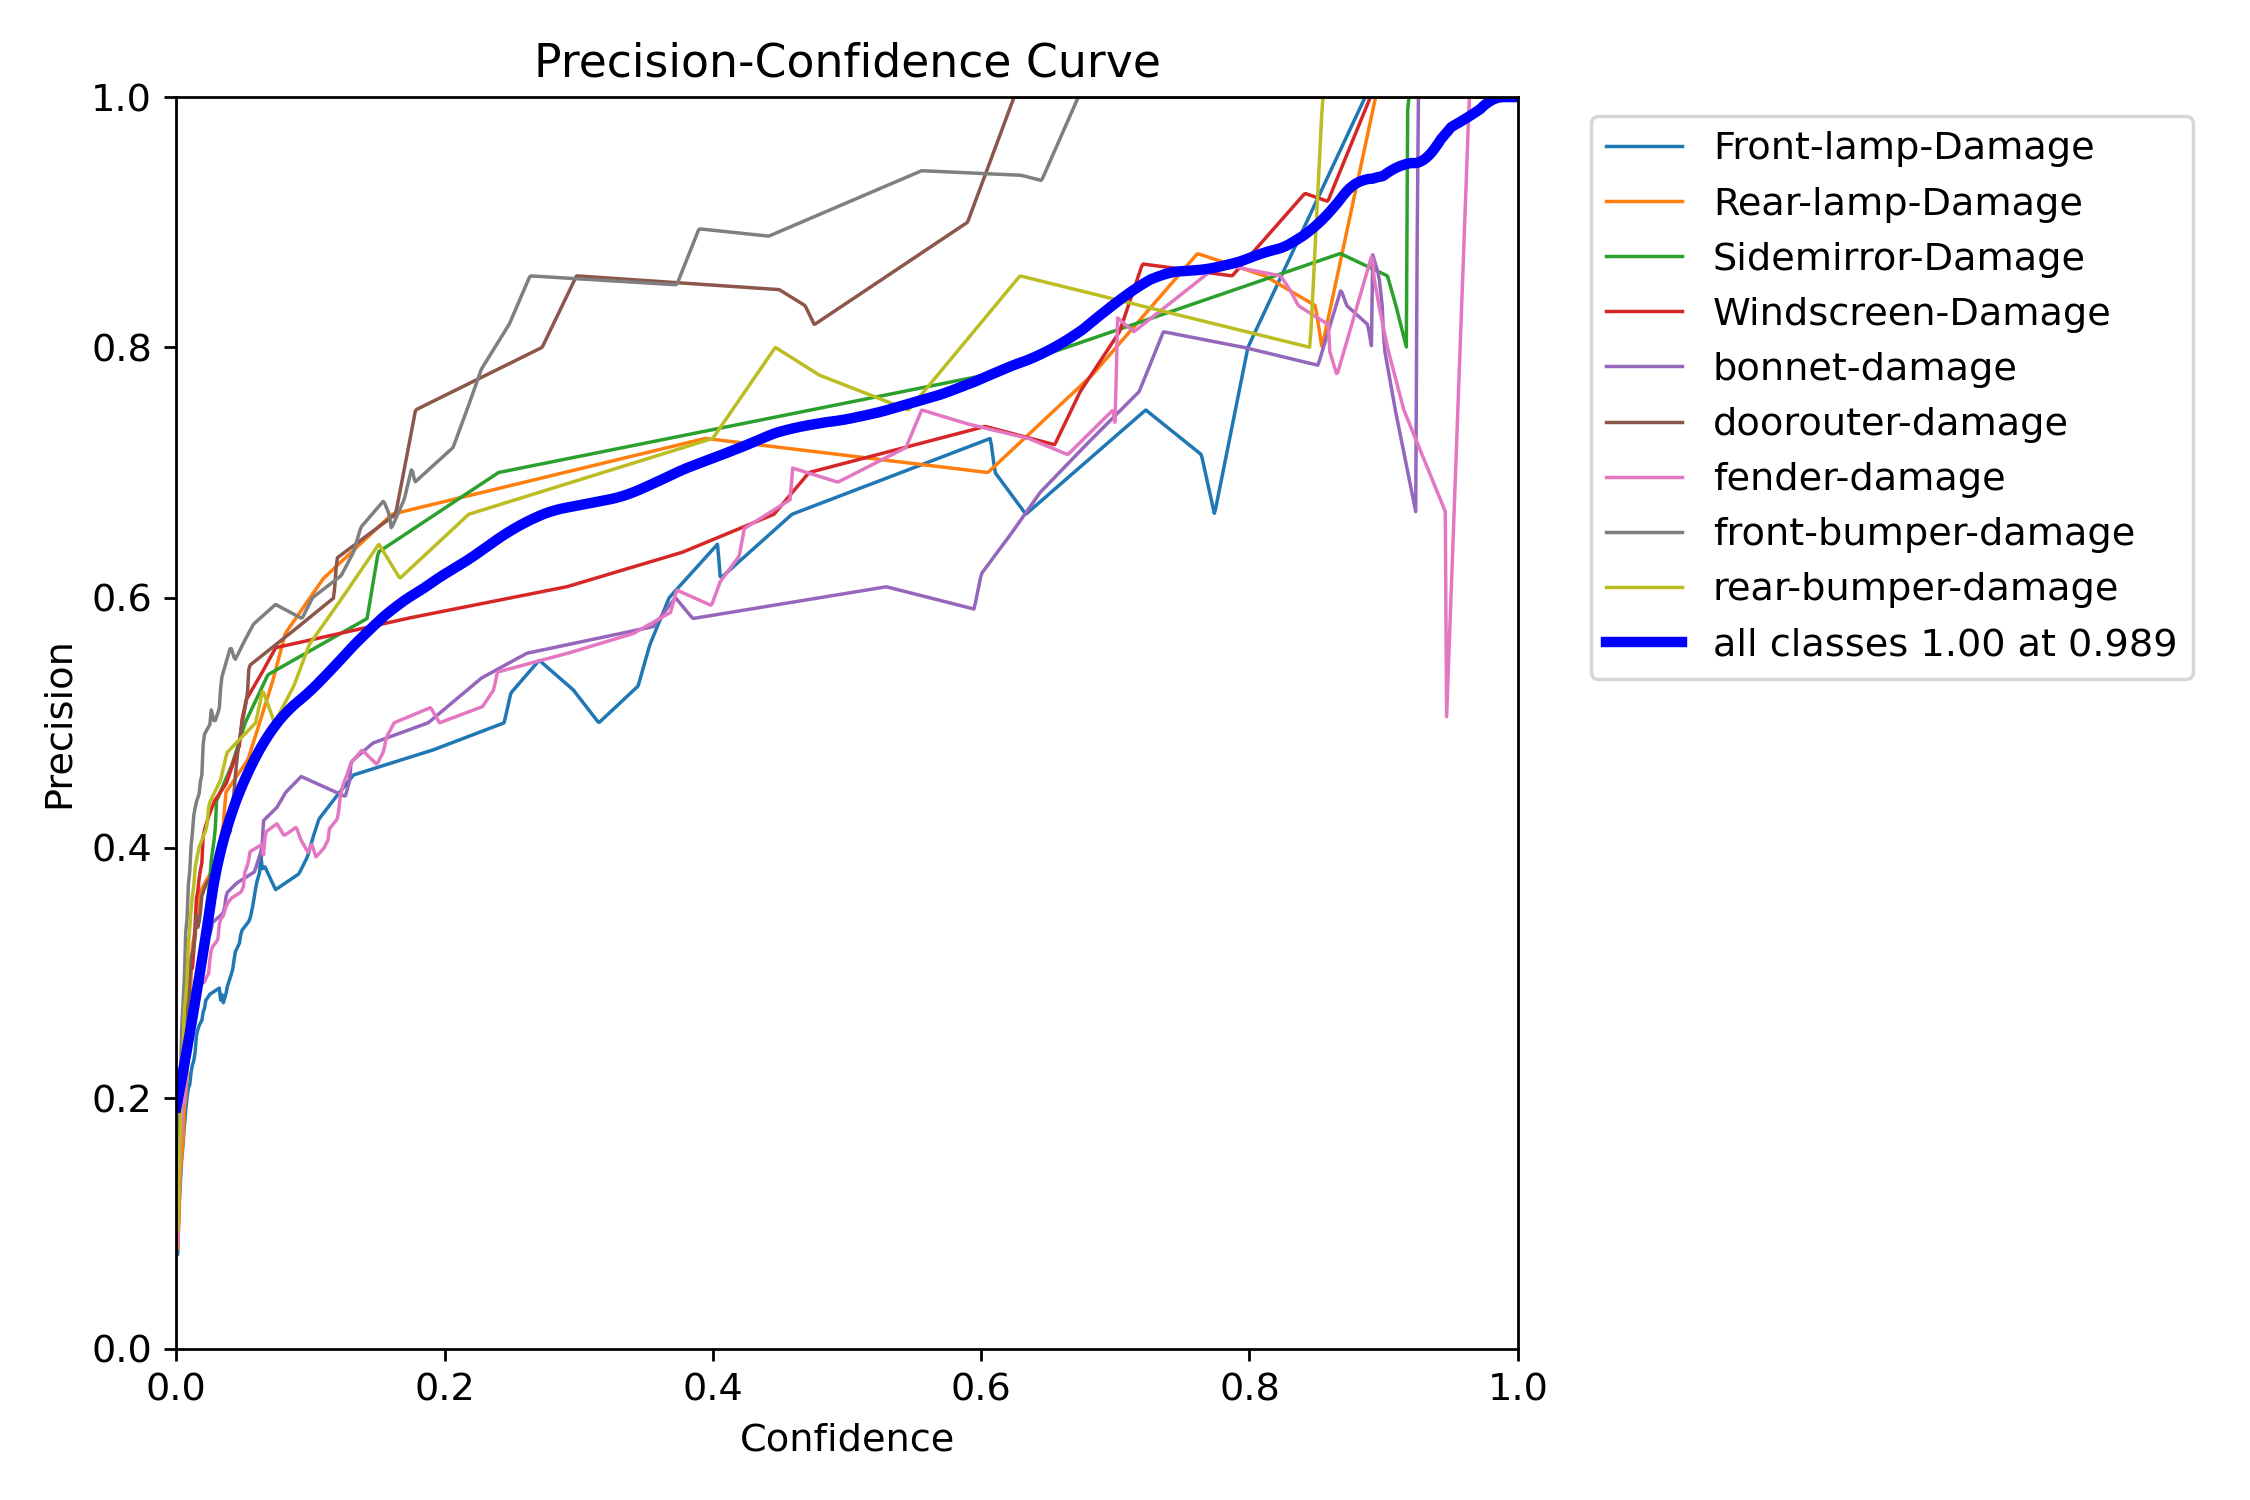 Precision-Confidence Curve
1.0
0.8
0.6
0.4
0.2
0.0
Precision
0.0 0.2 0.4 0.6 0.8 1.0
Confidence
Front-lamp-Damage
Rear-lamp-Damage
Sidemirror-Damage
Windscreen-Damage
bonnet-damage
doorouter-damage
fender-damage
front-bumper-damage
rear-bumper-damage
all classes 1.00 at 0.989